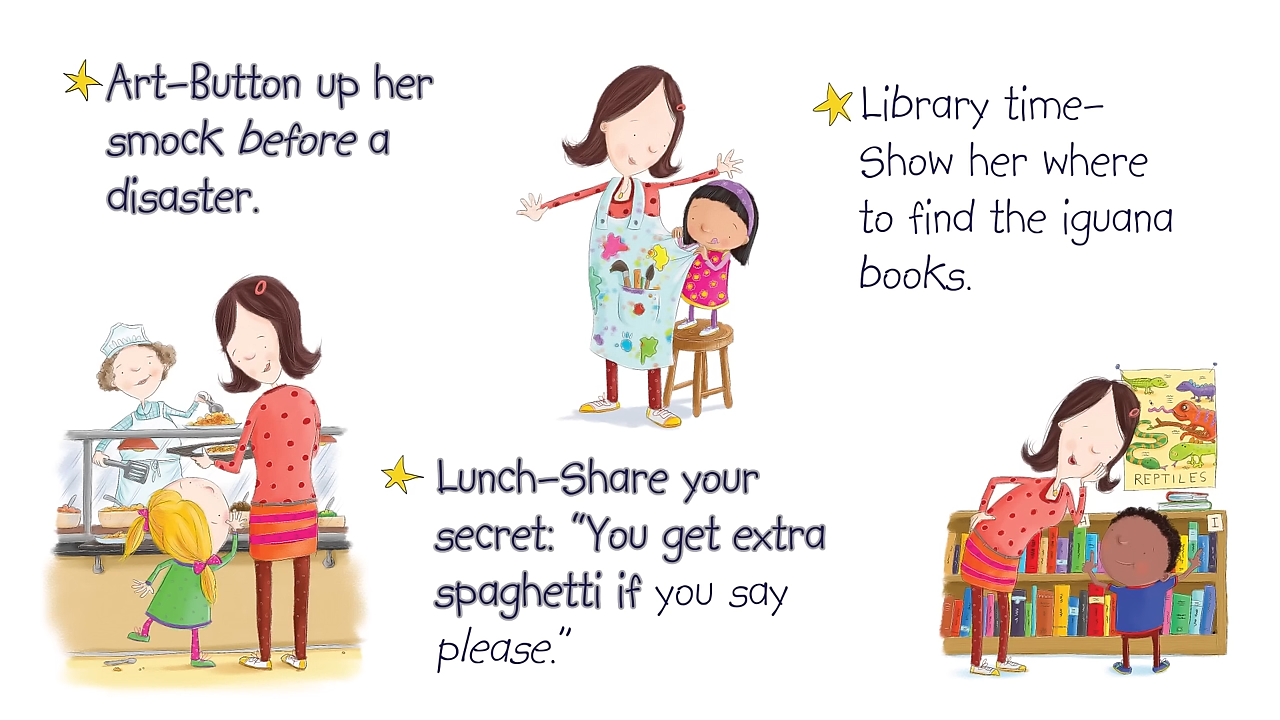 Art–Button up her
smock before a
disaster.
Lunch–Share your
secret: "You get extra
spaghetti if you say
please."
Library time–
Show her where
to find the iguana
books.
REPTILES
I